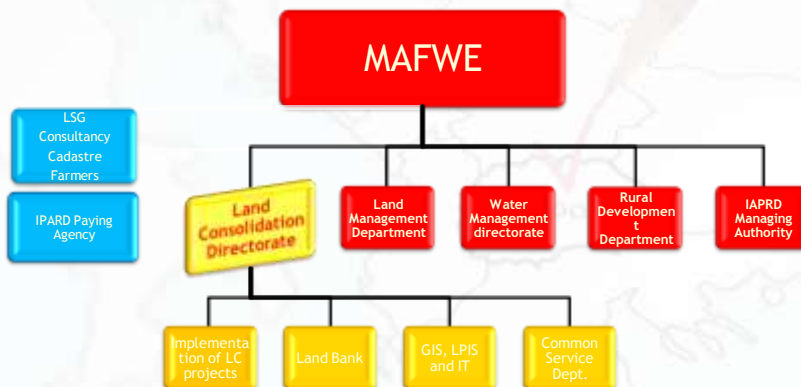 MAFWE
LSG
Consultancy
Cadastre
Farmers
IPARD Paying
Agency
Land
Consolidation
Directorate
Land
Management
Department
Water
Management
directorate
Rural
Developmen
t
Department
IAPRD
Managing
Authority
Implementa
tion of LC
projects
Land Bank
GIS, LPIS
and IT
Common
Service
Dept.